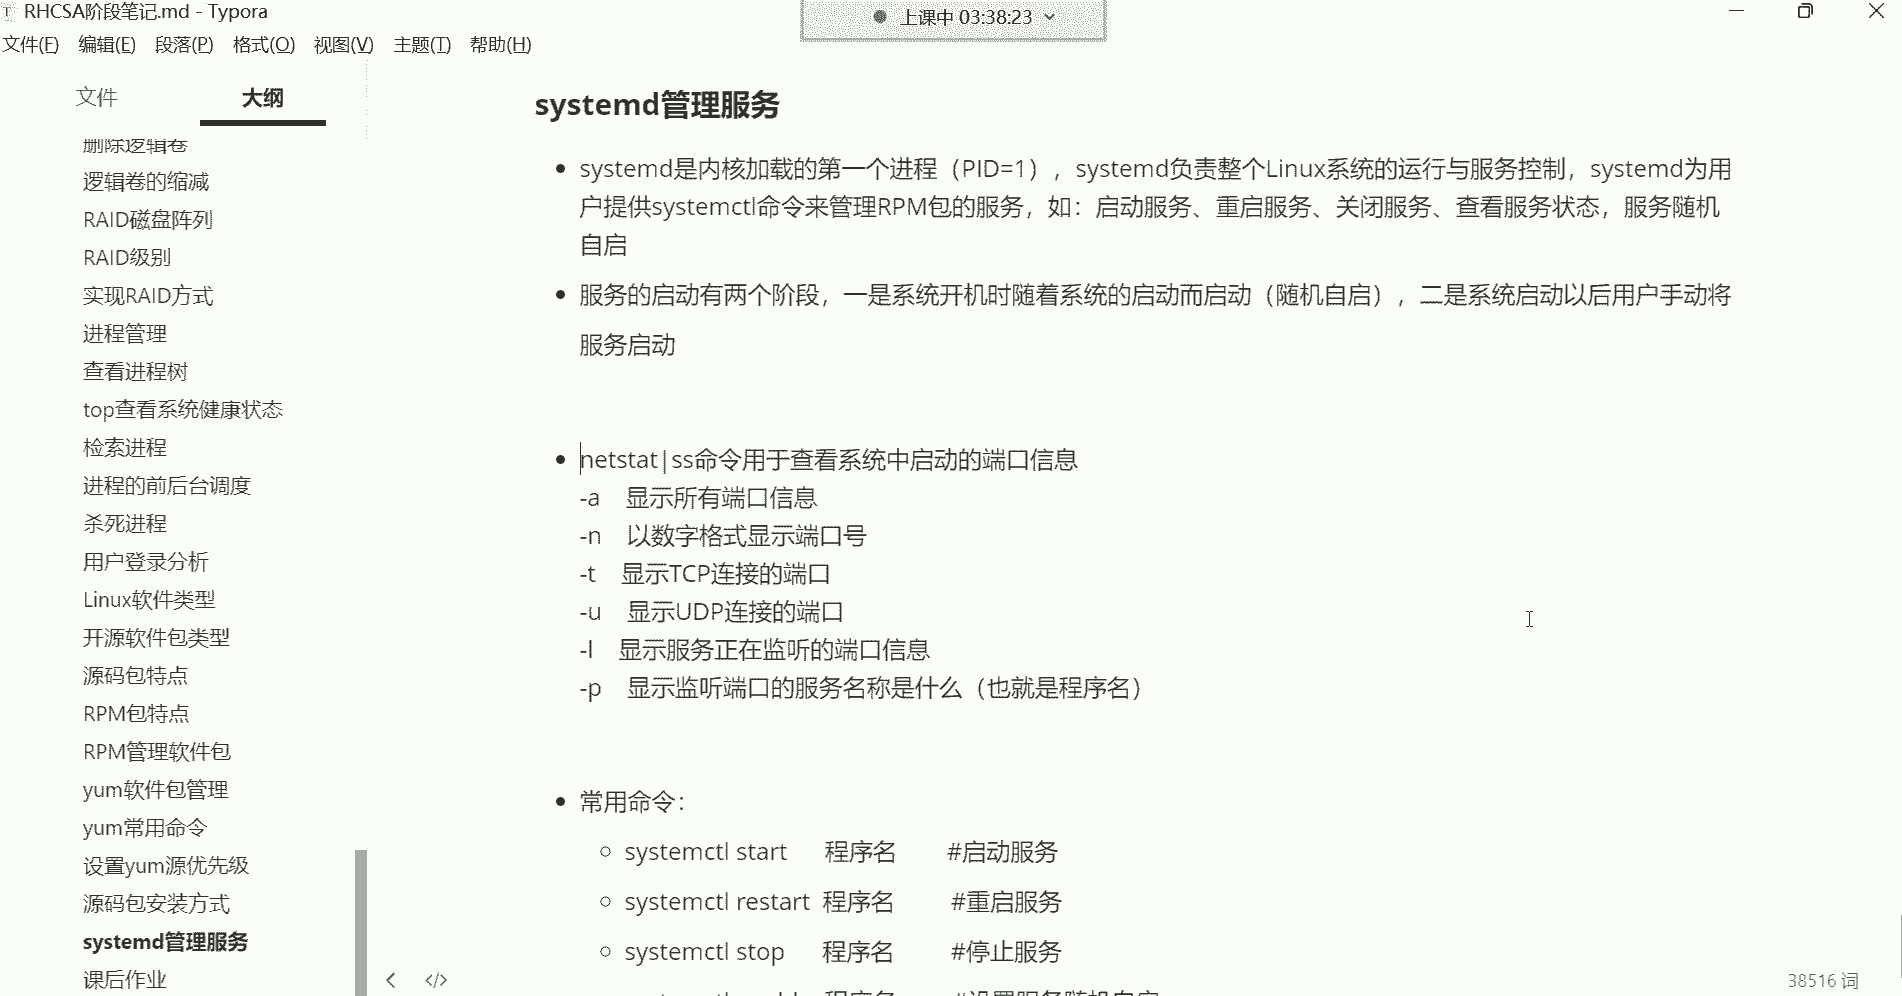 RHCSA阶段笔记.md - Typora
上课中 03:38:23
文件(F) 编辑(E) 段落(P) 格式(O) 视图(V) 主题(T) 帮助(H)
文件 大纲
删除逻辑卷
逻辑卷的缩减
RAID磁盘阵列
RAID级别
实现RAID方式
进程管理
查看进程树
top查看系统健康状态
检索进程
进程的前后台调度
杀死进程
用户登录分析
Linux软件类型
开源软件包类型
源码包特点
RPM包特点
RPM管理软件包
yum软件包管理
yum常用命令
设置yum源优先级
源码包安装方式
systemd管理服务
课后作业
systemd管理服务
systemd是内核加载的第一个进程（PID=1），systemd负责整个Linux系统的运行与服务控制，systemd为用
户提供systemctl命令来管理RPM包的服务，如：启动服务、重启服务、关闭服务、查看服务状态，服务随机
自启
服务的启动有两个阶段，一是系统开机时随着系统的启动而启动（随机自启），二是系统启动以后用户手动将
服务启动
netstat|ss命令用于查看系统中启动的端口信息
-a 显示所有端口信息
-n 以数字格式显示端口号
-t 显示TCP连接的端口
-u 显示UDP连接的端口
-l 显示服务正在监听的端口信息
-p 显示监听端口的服务名称是什么（也就是程序名）
常用命令：
systemctl start 程序名 #启动服务
systemctl restart 程序名 #重启服务
systemctl stop 程序名 #停止服务
38516 词